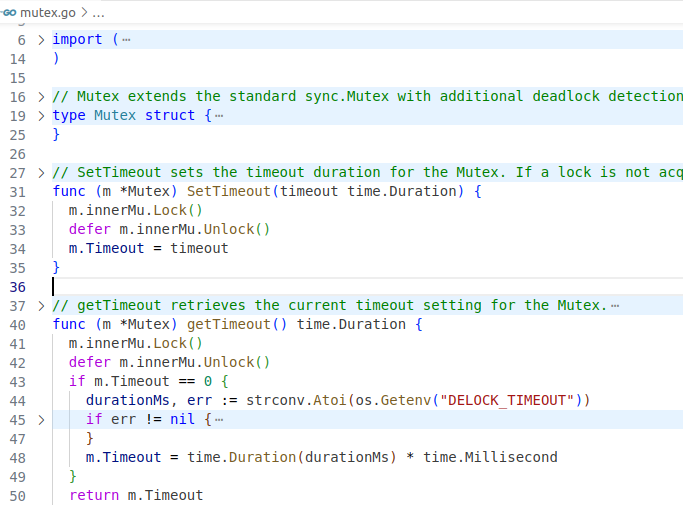 GO mutex.go > ...
6 > import ( ⋯
14 )
15
16 > // Mutex extends the standard sync.Mutex with additional deadlock detection
19 > type Mutex struct { ⋯
25 }
26
27 > // SetTimeout sets the timeout duration for the Mutex. If a lock is not acq
31 func (m *Mutex) SetTimeout(timeout time.Duration) {
32 m.innerMu.Lock()
33 defer m.innerMu.Unlock()
34 m.Timeout = timeout
35 }
36
37 > // getTimeout retrieves the current timeout setting for the Mutex. ⋯
40 func (m *Mutex) getTimeout() time.Duration {
41 m.innerMu.Lock()
42 defer m.innerMu.Unlock()
43 if m.Timeout == 0 {
44 durationMs, err := strconv.Atoi(os.Getenv("DELOCK_TIMEOUT"))
45 > if err != nil { ⋯
47 }
48 m.Timeout = time.Duration(durationMs) * time.Millisecond
49 }
50 return m.Timeout